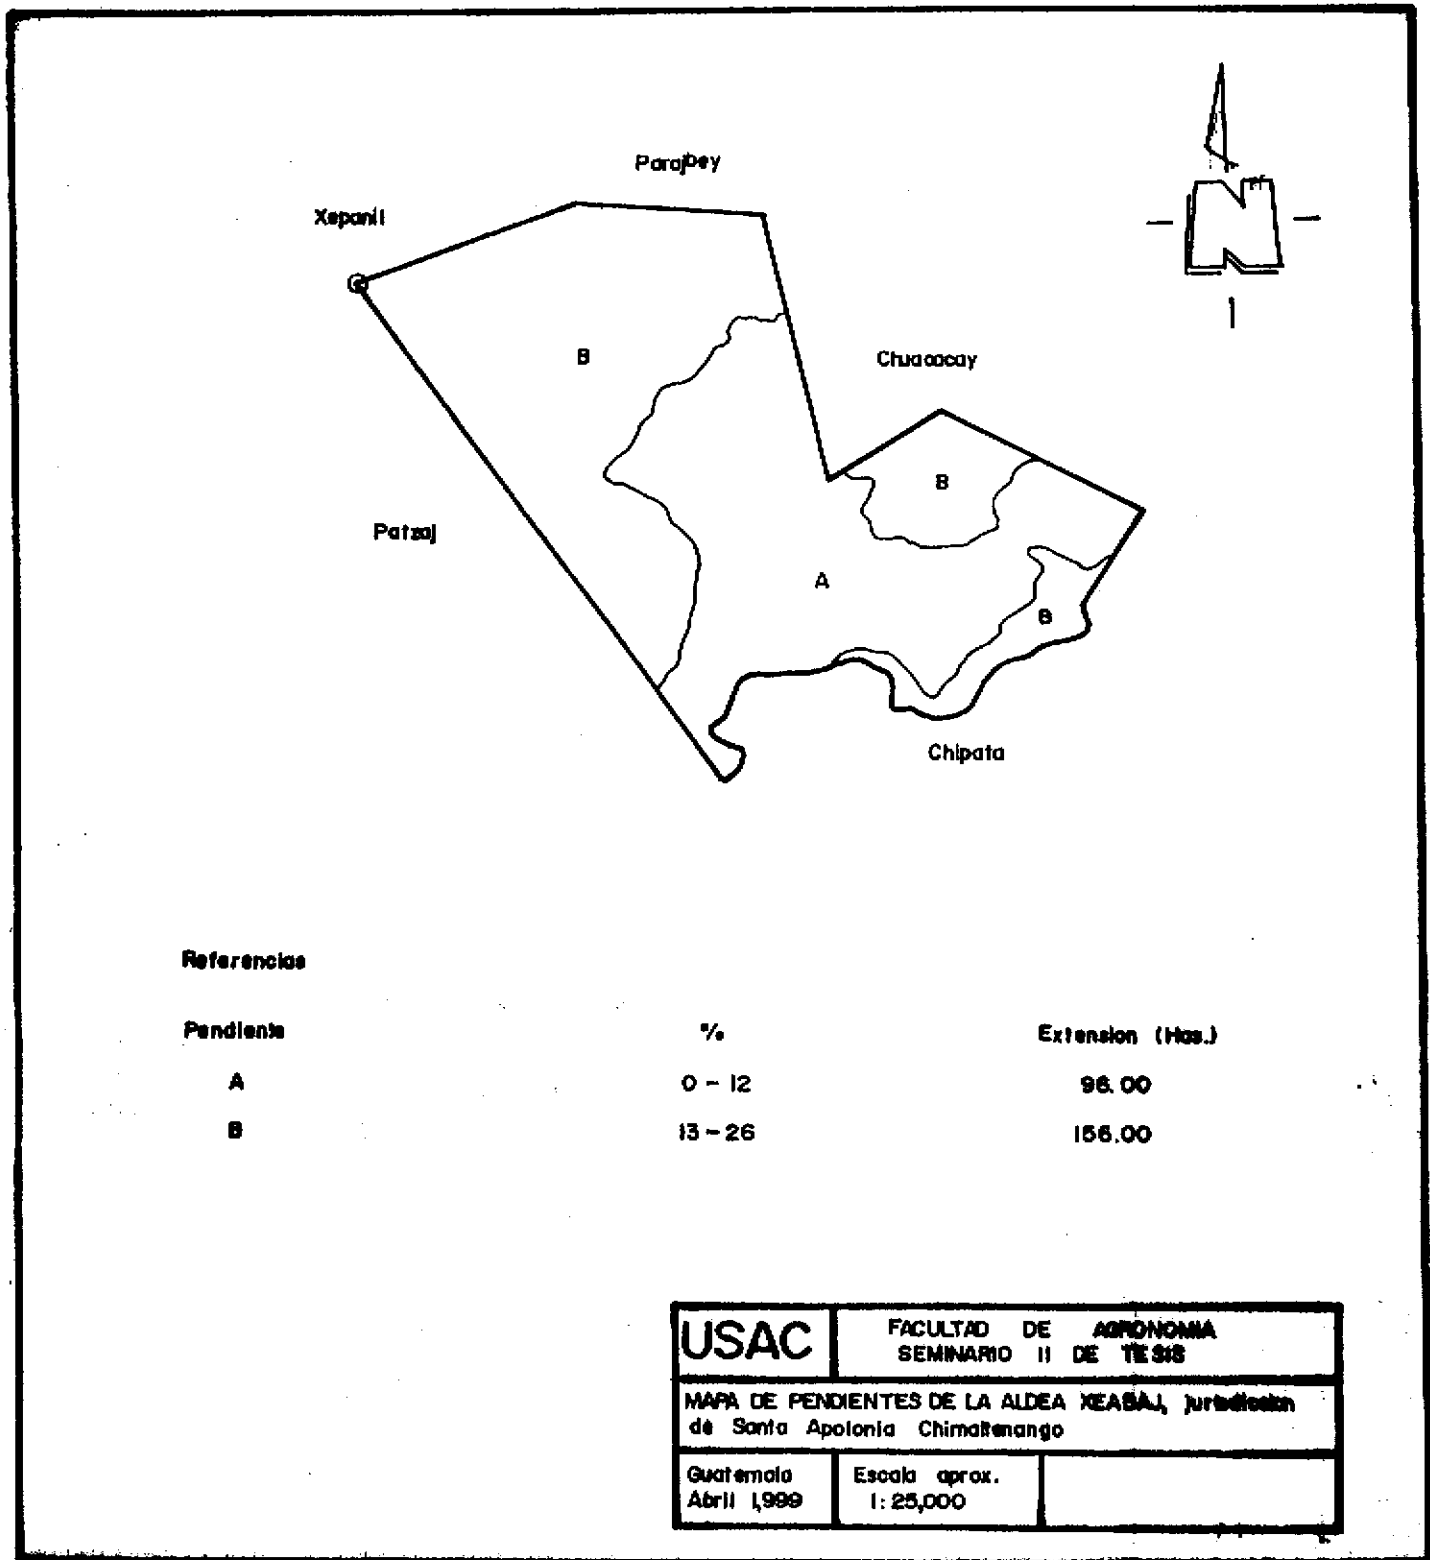 Parajbey
Xepanil
N
Chuacacay
B
B
Patzaj
A
B
Chipata
Referencias
Pendiente % Extension (Has.)
A 0 - 12 96.00
B 13 - 26 156.00
USAC FACULTAD DE AGRONOMIA
SEMINARIO II DE TESIS
MAPA DE PENDIENTES DE LA ALDEA XEABAJ, jurisdiccion
de Santa Apolonia Chimaltenango
Guatemala Escala aprox.
Abril 1,999 1: 25,000